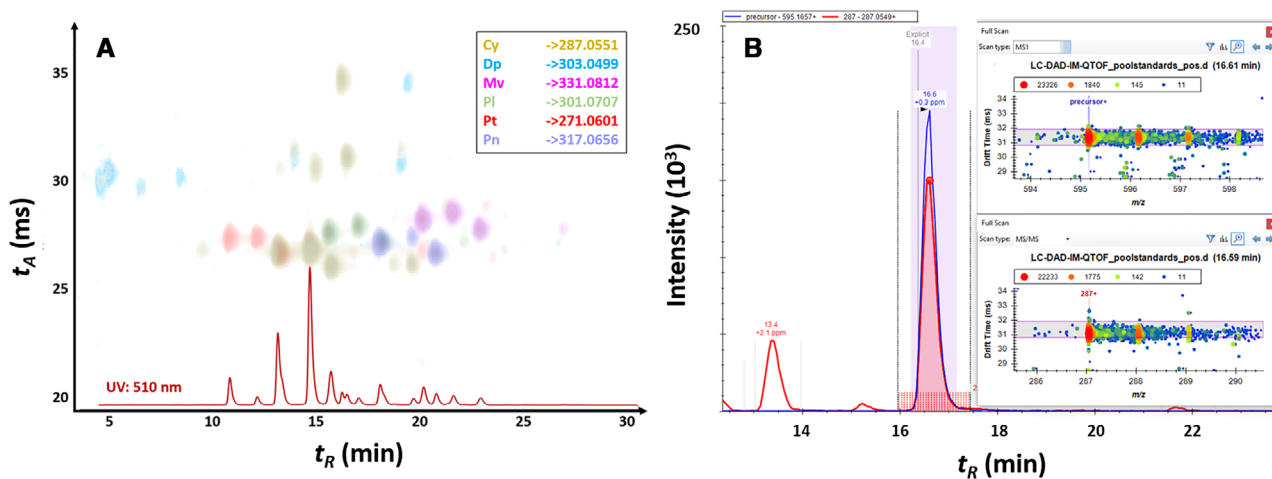 A
Cy ->287.0551
Dp ->303.0499
Mv ->331.0812
Pl ->301.0707
Pt ->271.0601
Pn ->317.0656
35
30
25
20
tA (ms)
UV: 510 nm
5 10 15 20 25 30
tR (min)
B
precursor - 595.1657+ 287 - 287.0549+
250
Intensity (10³)
Explicit
16.4
16.6
+0.3 ppm
13.4
+2.1 ppm
2
14 16 18 20 22
tR (min)
Full Scan
Scan type: MS1
LC-DAD-IM-QTOF_poolstandards_pos.d (16.61 min)
23326 1840 145 11
precursor+
34
33
32
31
30
29
Drift Time (ms)
594 595 596 597 598
m/z
Full Scan
Scan type: MS/MS
LC-DAD-IM-QTOF_poolstandards_pos.d (16.59 min)
22233 1775 142 11
287+
34
33
32
31
30
29
Drift Time (ms)
266 267 268 289 290
m/z